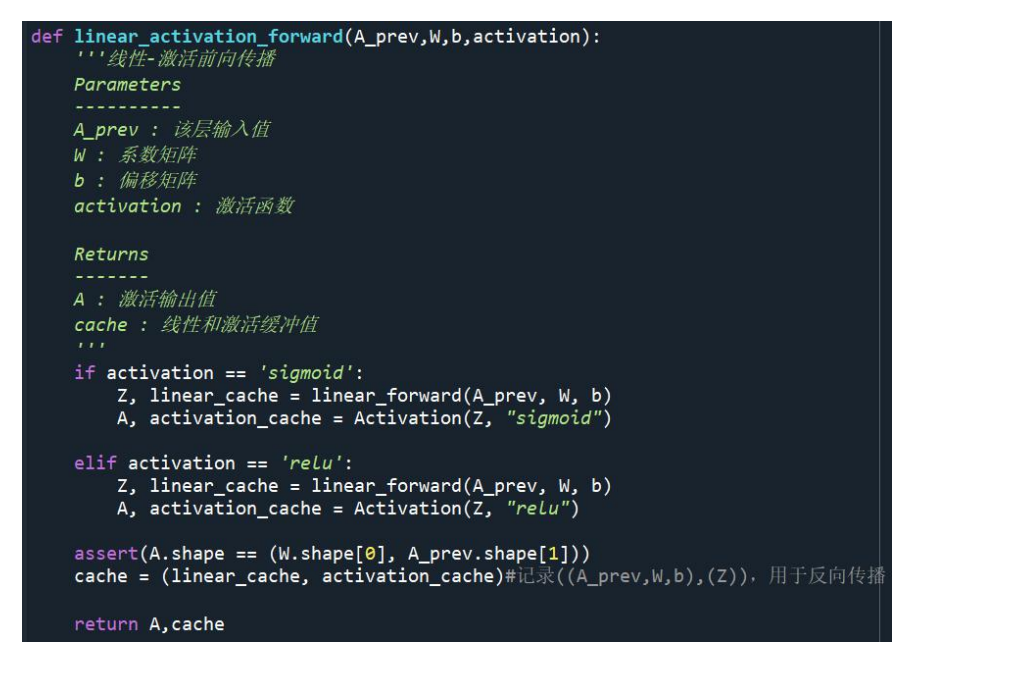 def linear_activation_forward(A_prev,W,b,activation):
    '''线性-激活前向传播
    Parameters
    ----------
    A_prev : 该层输入值
    W : 系数矩阵
    b : 偏移矩阵
    activation : 激活函数

    Returns
    -------
    A : 激活输出值
    cache : 线性和激活缓冲值
    '''
    if activation == 'sigmoid':
        Z, linear_cache = linear_forward(A_prev, W, b)
        A, activation_cache = Activation(Z, "sigmoid")

    elif activation == 'relu':
        Z, linear_cache = linear_forward(A_prev, W, b)
        A, activation_cache = Activation(Z, "relu")

    assert(A.shape == (W.shape[0], A_prev.shape[1]))
    cache = (linear_cache, activation_cache)#记录((A_prev,W,b),(Z))，用于反向传播

    return A,cache